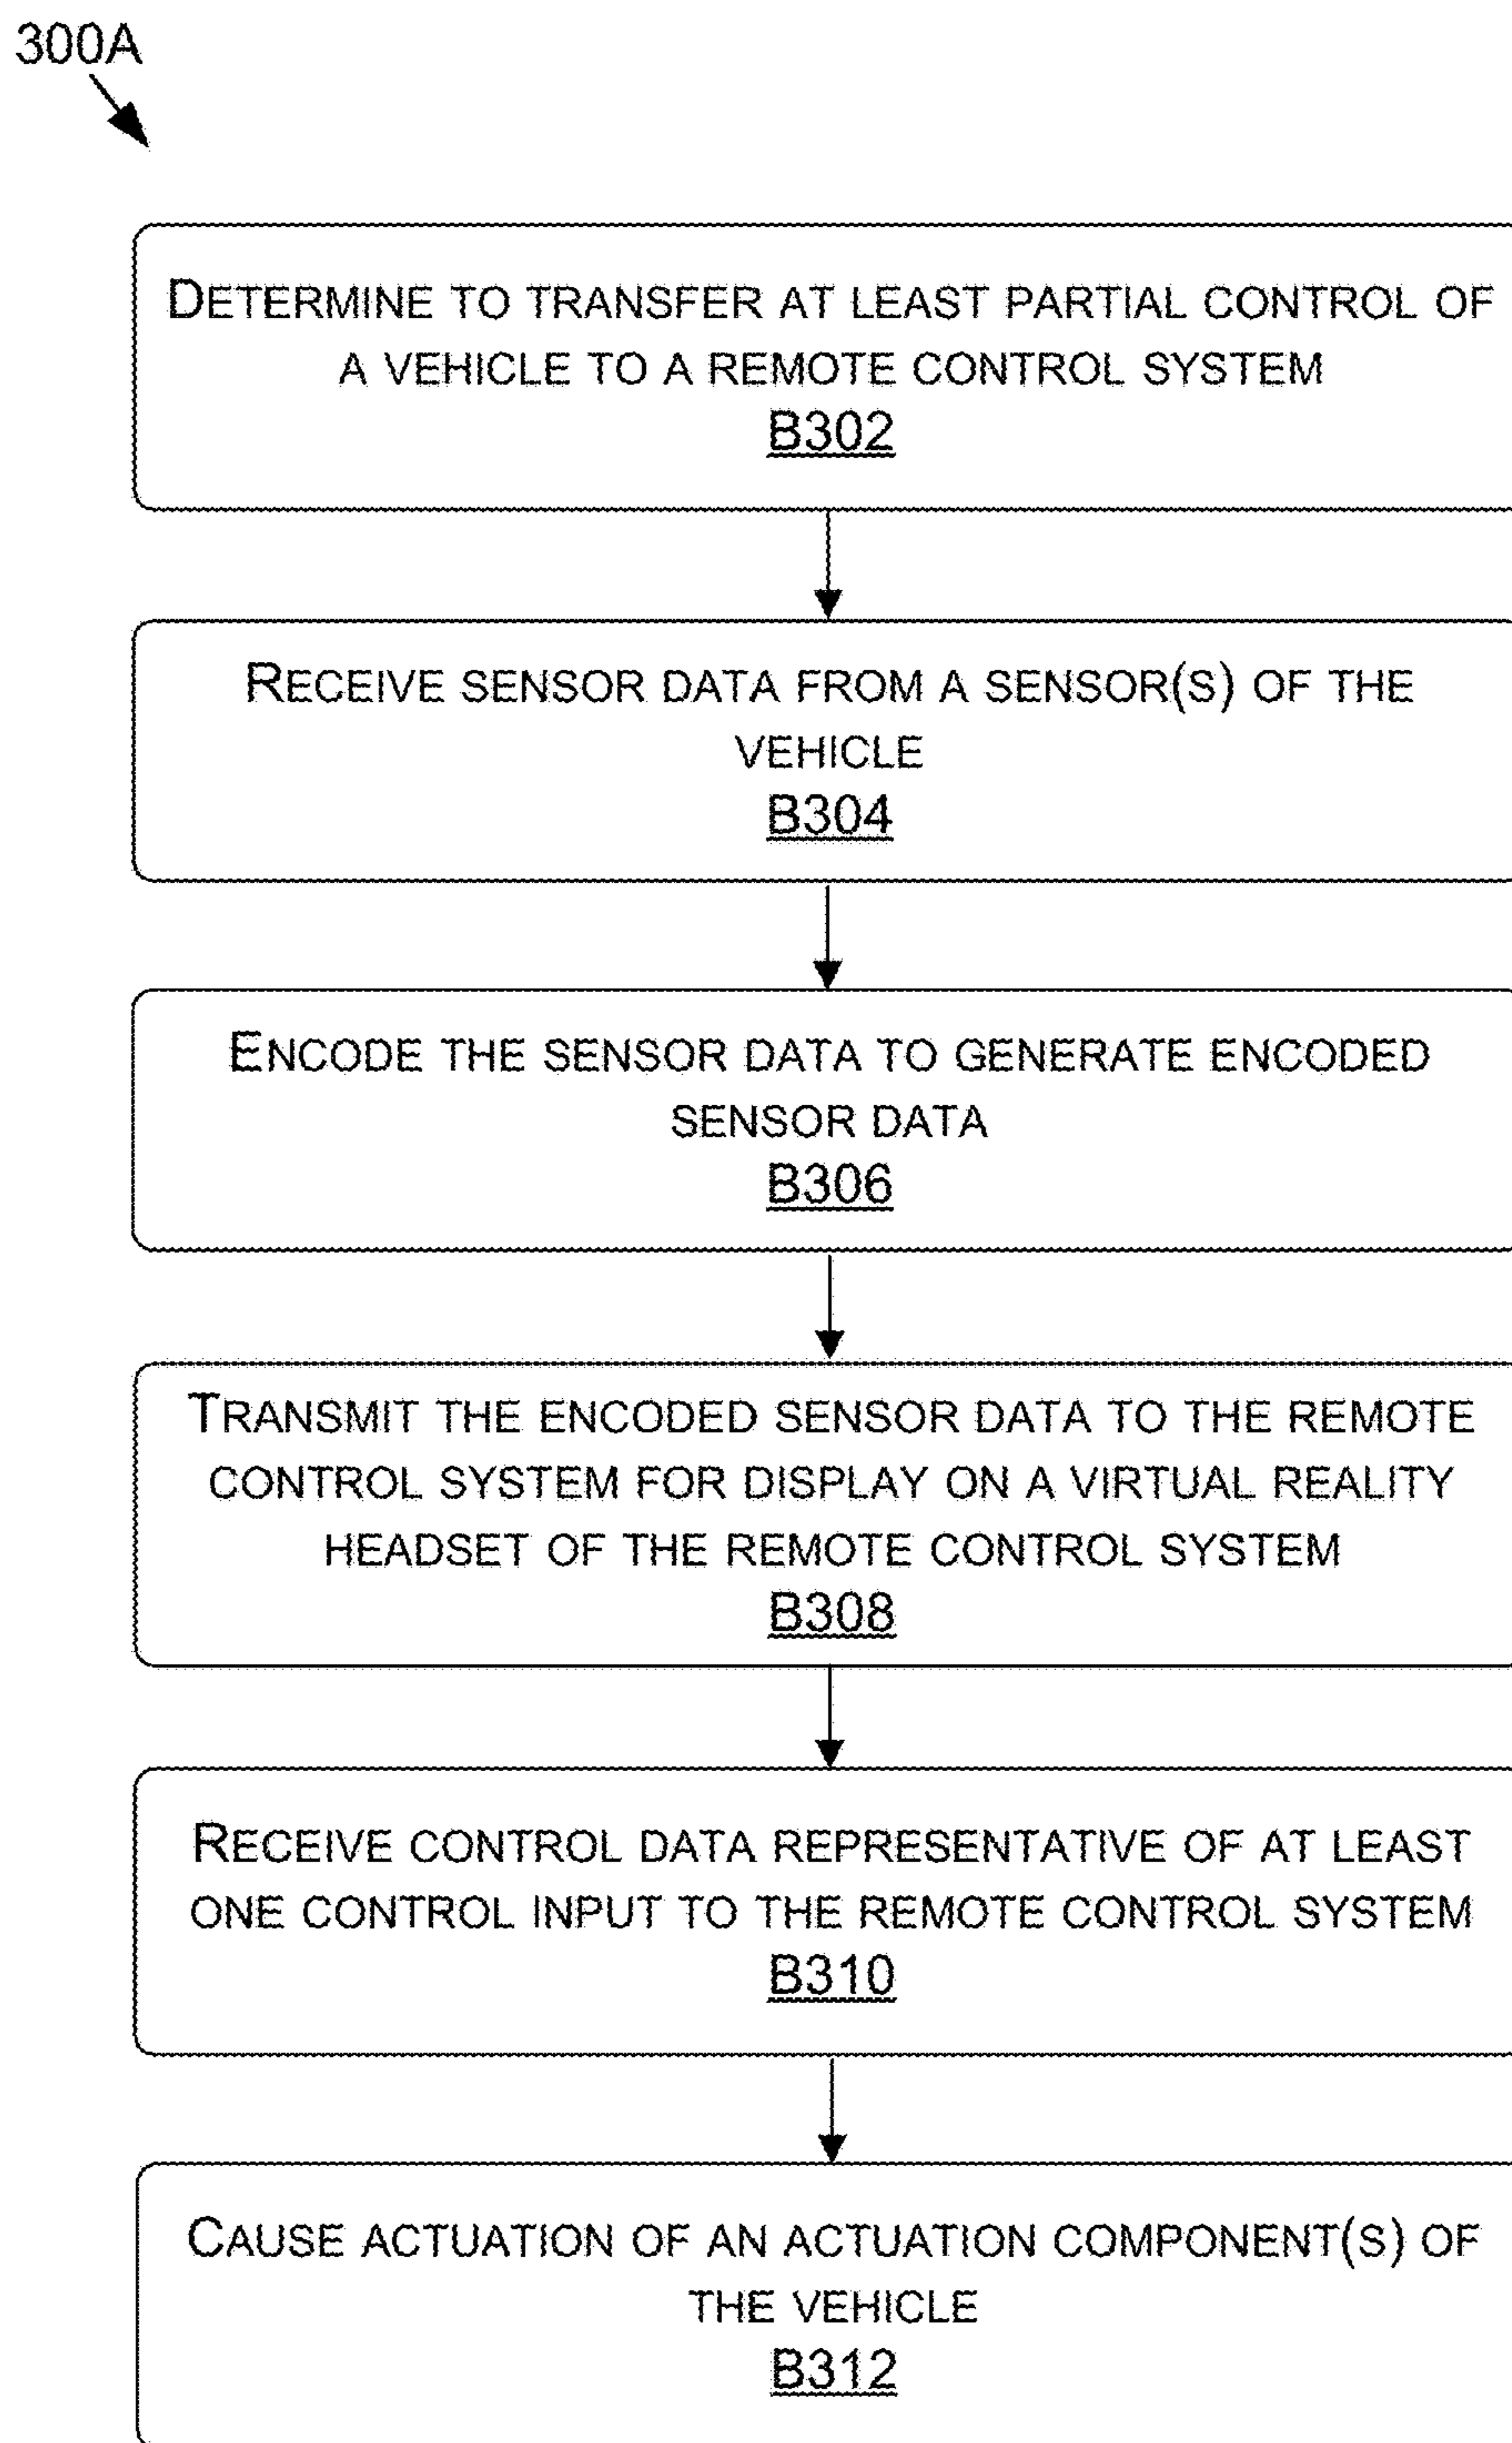 300A
DETERMINE TO TRANSFER AT LEAST PARTIAL CONTROL OF
A VEHICLE TO A REMOTE CONTROL SYSTEM
B302
RECEIVE SENSOR DATA FROM A SENSOR(S) OF THE
VEHICLE
B304
ENCODE THE SENSOR DATA TO GENERATE ENCODED
SENSOR DATA
B306
TRANSMIT THE ENCODED SENSOR DATA TO THE REMOTE
CONTROL SYSTEM FOR DISPLAY ON A VIRTUAL REALITY
HEADSET OF THE REMOTE CONTROL SYSTEM
B308
RECEIVE CONTROL DATA REPRESENTATIVE OF AT LEAST
ONE CONTROL INPUT TO THE REMOTE CONTROL SYSTEM
B310
CAUSE ACTUATION OF AN ACTUATION COMPONENT(S) OF
THE VEHICLE
B312